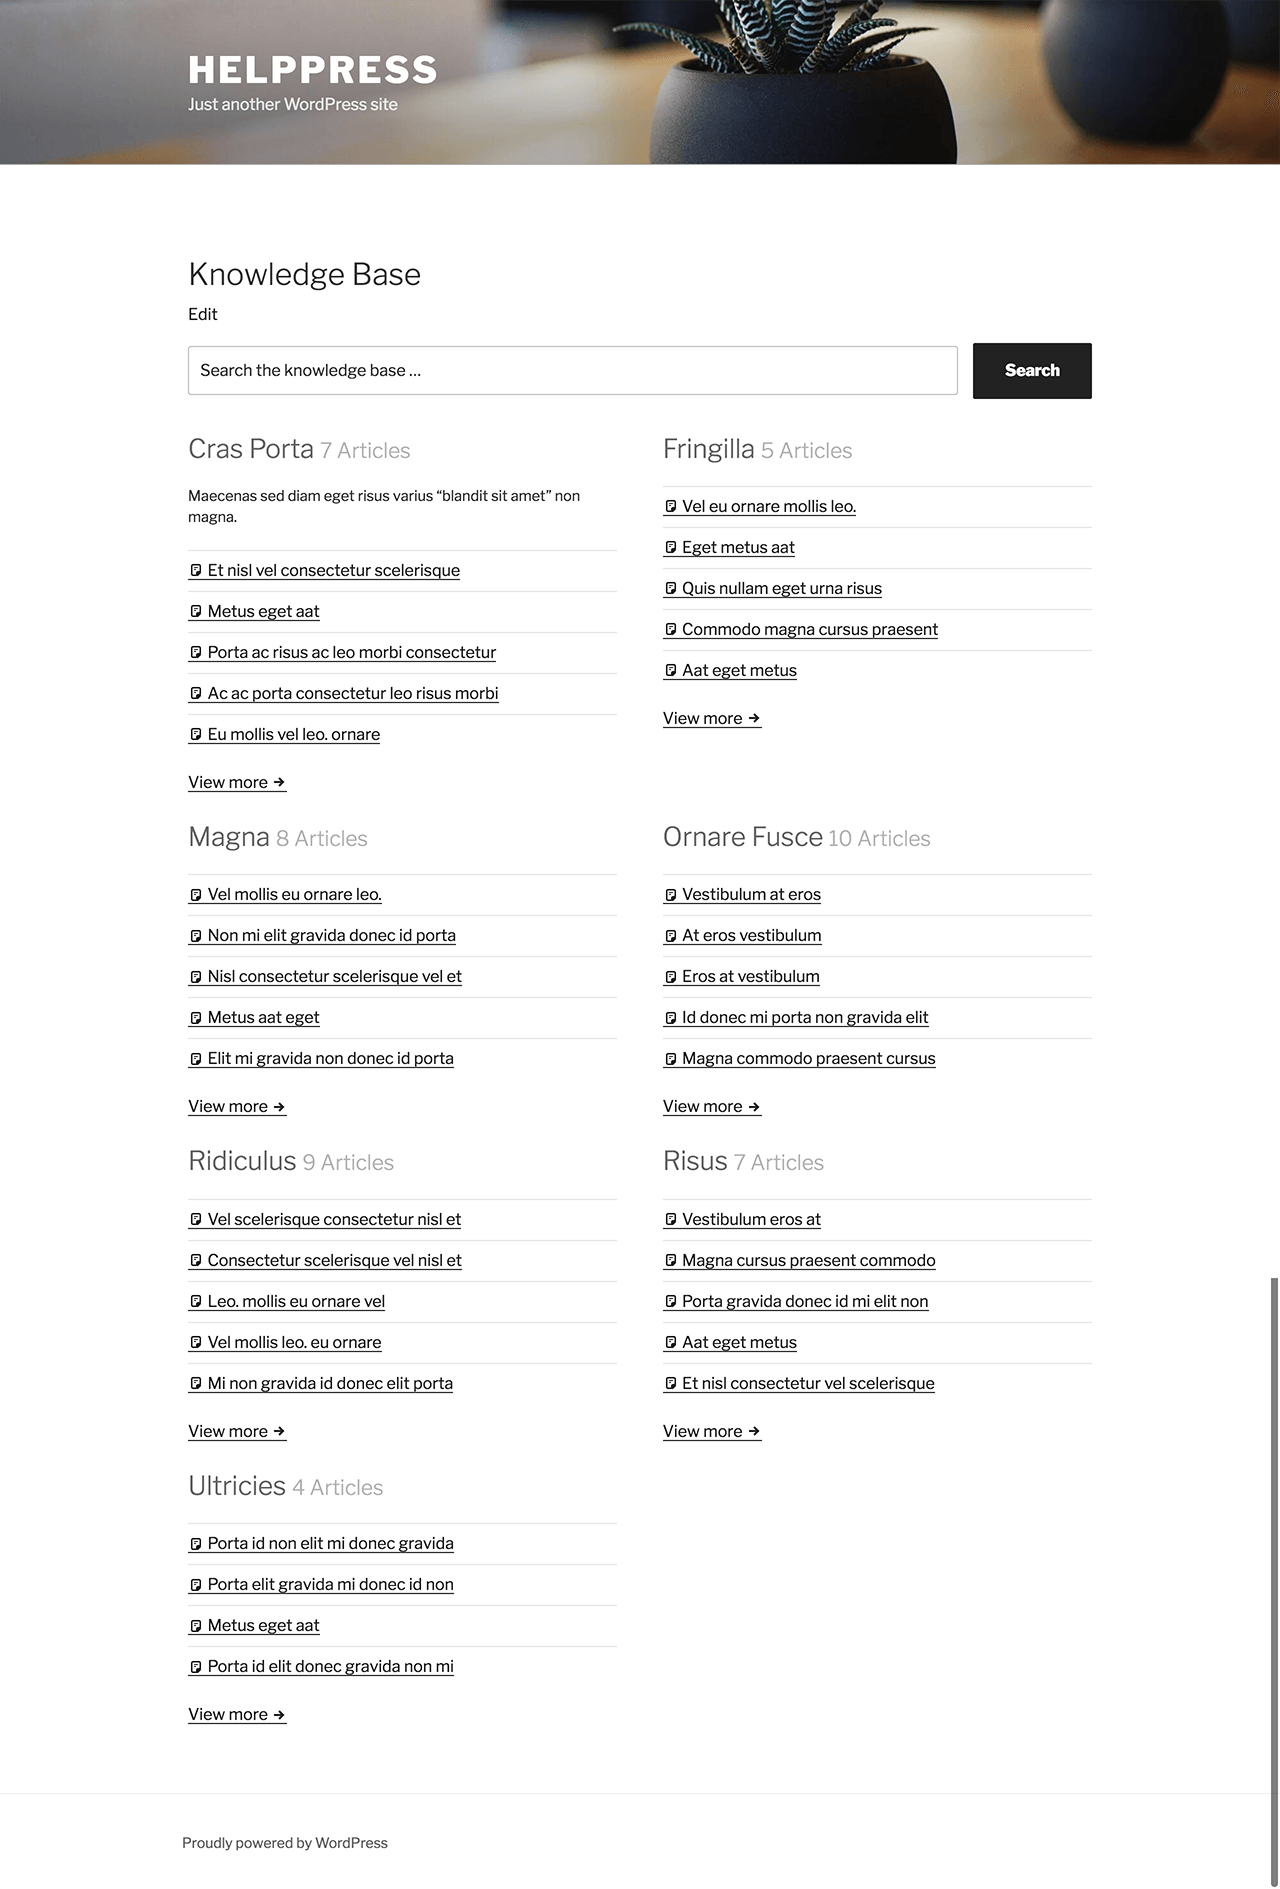 HELPPRESS
Just another WordPress site
Knowledge Base
Edit
Search the knowledge base ...
Search
Cras Porta 7 Articles
Maecenas sed diam eget risus varius “blandit sit amet” non
magna.
Et nisl vel consectetur scelerisque
Metus eget aat
Porta ac risus ac leo morbi consectetur
Ac ac porta consectetur leo risus morbi
Eu mollis vel leo. ornare
View more →
Fringilla 5 Articles
Vel eu ornare mollis leo.
Eget metus aat
Quis nullam eget urna risus
Commodo magna cursus praesent
Aat eget metus
View more →
Magna 8 Articles
Vel mollis eu ornare leo.
Non mi elit gravida donec id porta
Nisl consectetur scelerisque vel et
Metus aat eget
Elit mi gravida non donec id porta
View more →
Ornare Fusce 10 Articles
Vestibulum at eros
At eros vestibulum
Eros at vestibulum
Id donec mi porta non gravida elit
Magna commodo praesent cursus
View more →
Ridiculus 9 Articles
Vel scelerisque consectetur nisl et
Consectetur scelerisque vel nisl et
Leo. mollis eu ornare vel
Vel mollis leo. eu ornare
Mi non gravida id donec elit porta
View more →
Risus 7 Articles
Vestibulum eros at
Magna cursus praesent commodo
Porta gravida donec id mi elit non
Aat eget metus
Et nisl consectetur vel scelerisque
View more →
Ultricies 4 Articles
Porta id non elit mi donec gravida
Porta elit gravida mi donec id non
Metus eget aat
Porta id elit donec gravida non mi
View more →
Proudly powered by WordPress